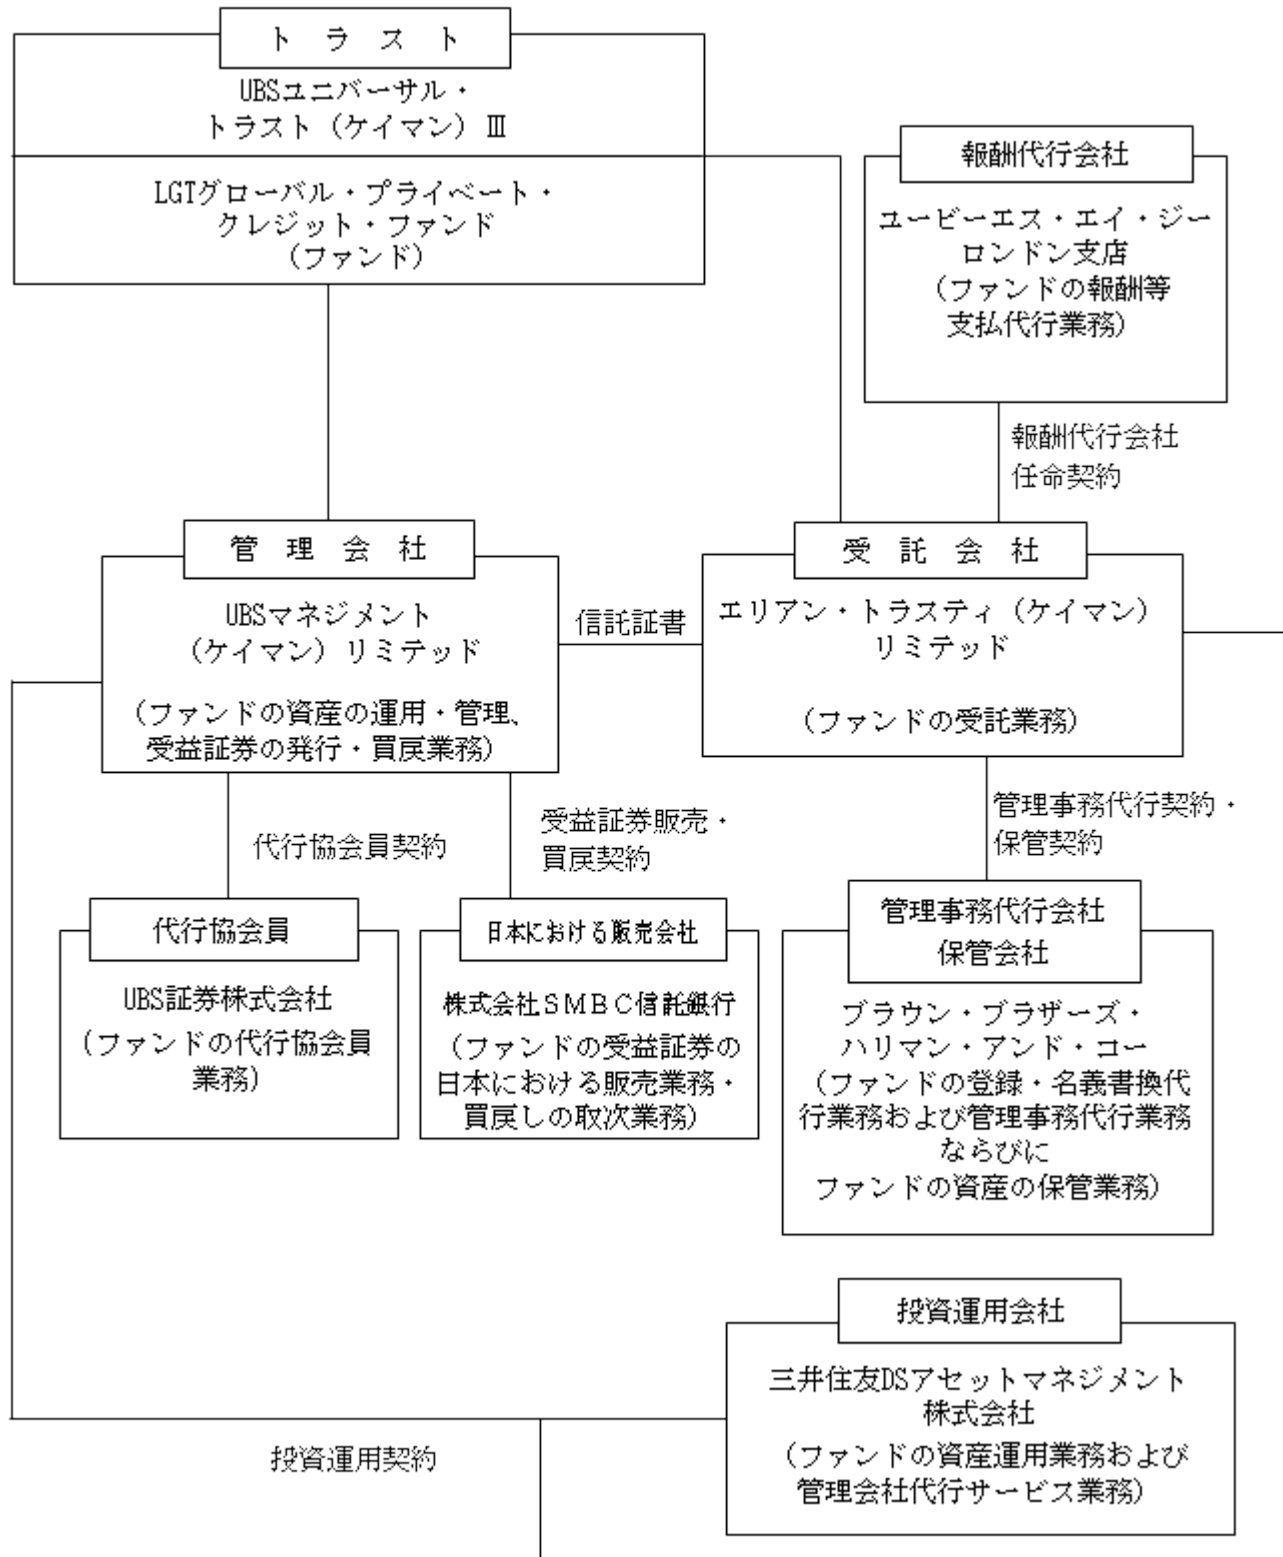 トラスト
UBSユニバーサル・
トラスト（ケイマン）Ⅲ
LGTグローバル・プライベート・
クレジット・ファンド
（ファンド）
報酬代行会社
ユービーエス・エイ・ジー
ロンドン支店
（ファンドの報酬等
支払代行業務）
報酬代行会社
任命契約
管理会社
UBSマネジメント
（ケイマン）リミテッド
（ファンドの資産の運用・管理、
受益証券の発行・買戻業務）
信託証書
受託会社
エリアン・トラスティ（ケイマン）
リミテッド
（ファンドの受託業務）
代行協会員契約
受益証券販売・
買戻契約
管理事務代行契約・
保管契約
代行協会員
UBS証券株式会社
（ファンドの代行協会員
業務）
日本における販売会社
株式会社ＳＭＢＣ信託銀行
（ファンドの受益証券の
日本における販売業務・
買戻しの取次業務）
管理事務代行会社
保管会社
ブラウン・ブラザーズ・
ハリマン・アンド・コー
（ファンドの登録・名義書換代
行業務および管理事務代行業務
ならびに
ファンドの資産の保管業務）
投資運用会社
三井住友DSアセットマネジメント
株式会社
（ファンドの資産運用業務および
管理会社代行サービス業務）
投資運用契約